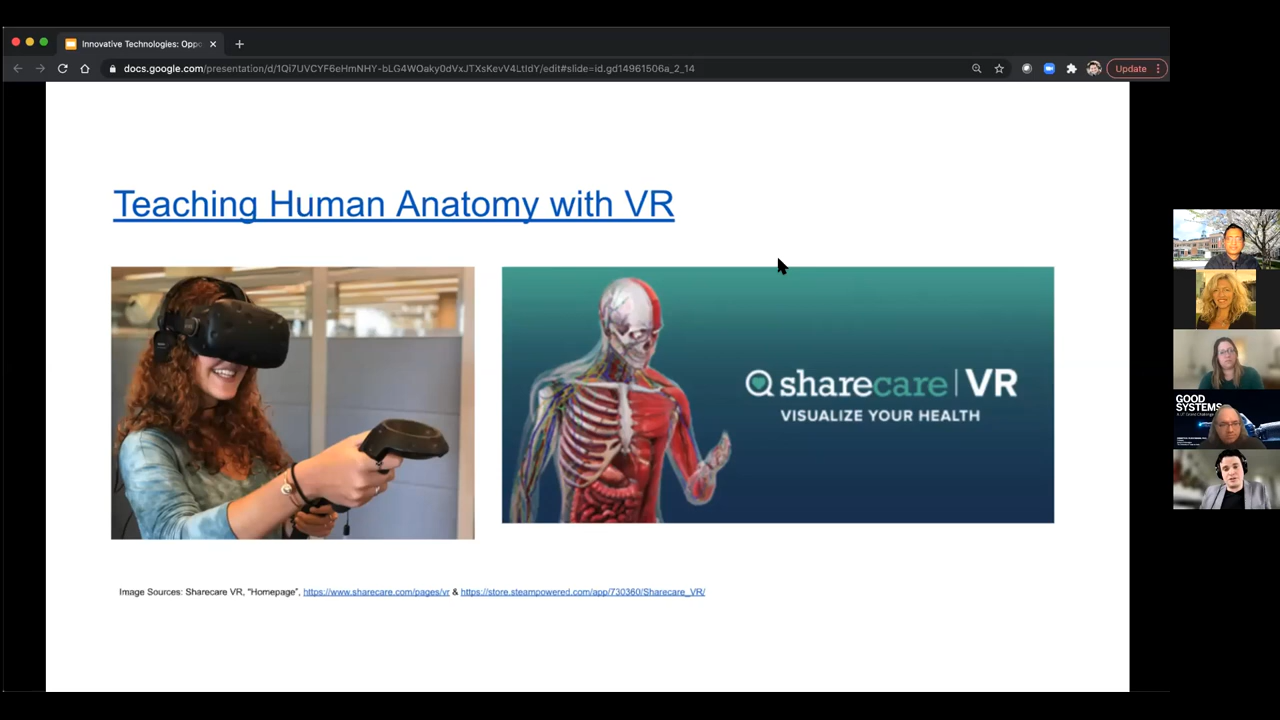 Innovative Technologies: Oppo
docs.google.com/presentation/d/1Qi7UVCYF6eHmNHY-bLG4WOaky0dVxJTXsKevV4LtIdY/edit#slide=id.gd14961506a_2_14
Update
Teaching Human Anatomy with VR
sharecare | VR
VISUALIZE YOUR HEALTH
GOOD
SYSTEMS
Image Sources: Sharecare VR, "Homepage", https://www.sharecare.com/pages/vr & https://store.steampowered.com/app/730360/Sharecare_VR/